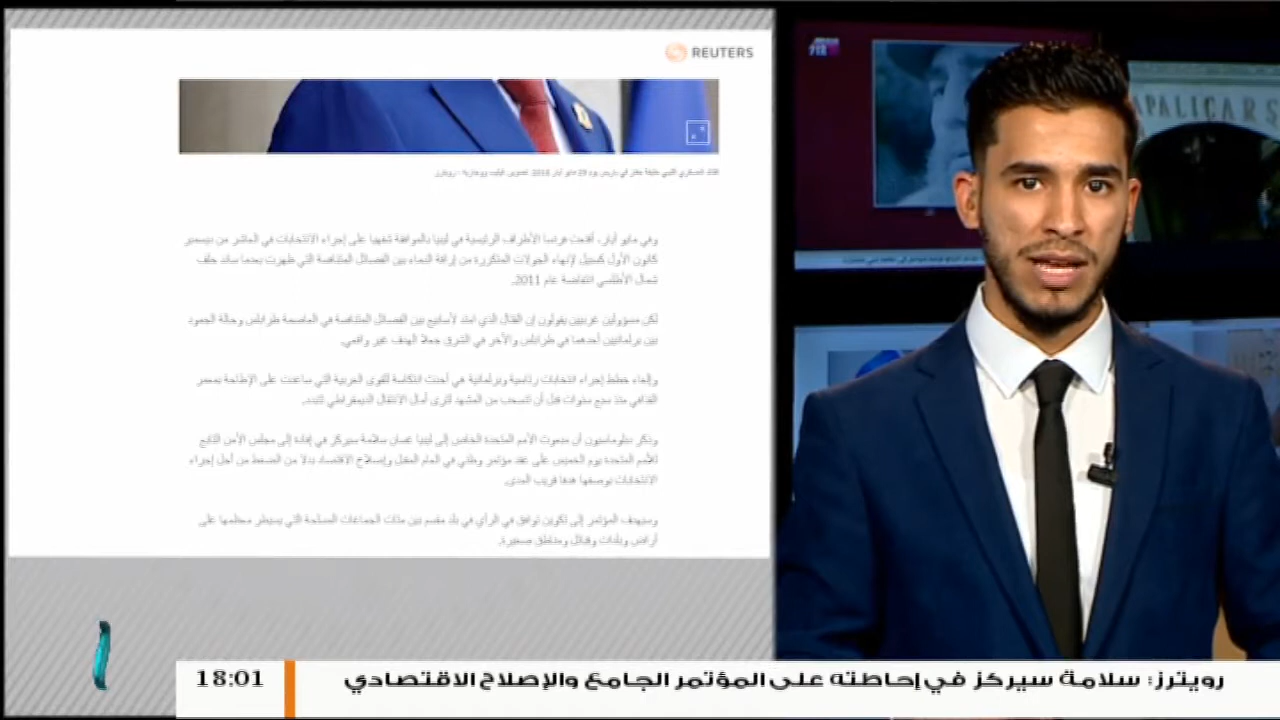 REUTERS
وفي مايو أيار، أقنعت فرنسا الأطراف الرئيسية في ليبيا بالموافقة شفهيا على إجراء الانتخابات في العاشر من ديسمبر
كانون الأول كسبيل لإنهاء الجولات المتكررة من إراقة الدماء بين الفصائل المتنافسة التي ظهرت بعدما ساند حلف
شمال الأطلسي انتفاضة عام 2011.
لكن مسؤولين غربيين يقولون إن القتال الذي امتد لأسابيع بين الفصائل المتنافسة في العاصمة طرابلس وحالة الجمود
بين برلمانيين أحدهما في طرابلس والآخر في الشرق جعلا الهدف غير واقعي.
وإلغاء خطط إجراء انتخابات رئاسية وبرلمانية هي أحدث انتكاسة للقوى الغربية التي ساعدت على الإطاحة بمعمر
القذافي منذ سبع سنوات قبل أن تنسحب من المشهد لترى آمال الانتقال الديمقراطي تتبدد.
وذكر دبلوماسيون أن مبعوث الأمم المتحدة الخاص إلى ليبيا غسان سلامة سيركز في إفادة إلى مجلس الأمن التابع
للأمم المتحدة يوم الخميس على عقد مؤتمر وطني في العام المقبل وإصلاح الاقتصاد بدلا من الضغط من أجل إجراء
الانتخابات بوصفها هدفا قريب المدى.
وسيهدف المؤتمر إلى تكوين توافق في الرأي في بلد مقسم بين مئات الجماعات المسلحة التي يسيطر معظمها على
أراض وبلدات وقبائل ومناطق صغيرة.
218
APALICARS
رويترز: سلامة سيركز في إحاطته على المؤتمر الجامع والإصلاح الاقتصادي
18:01